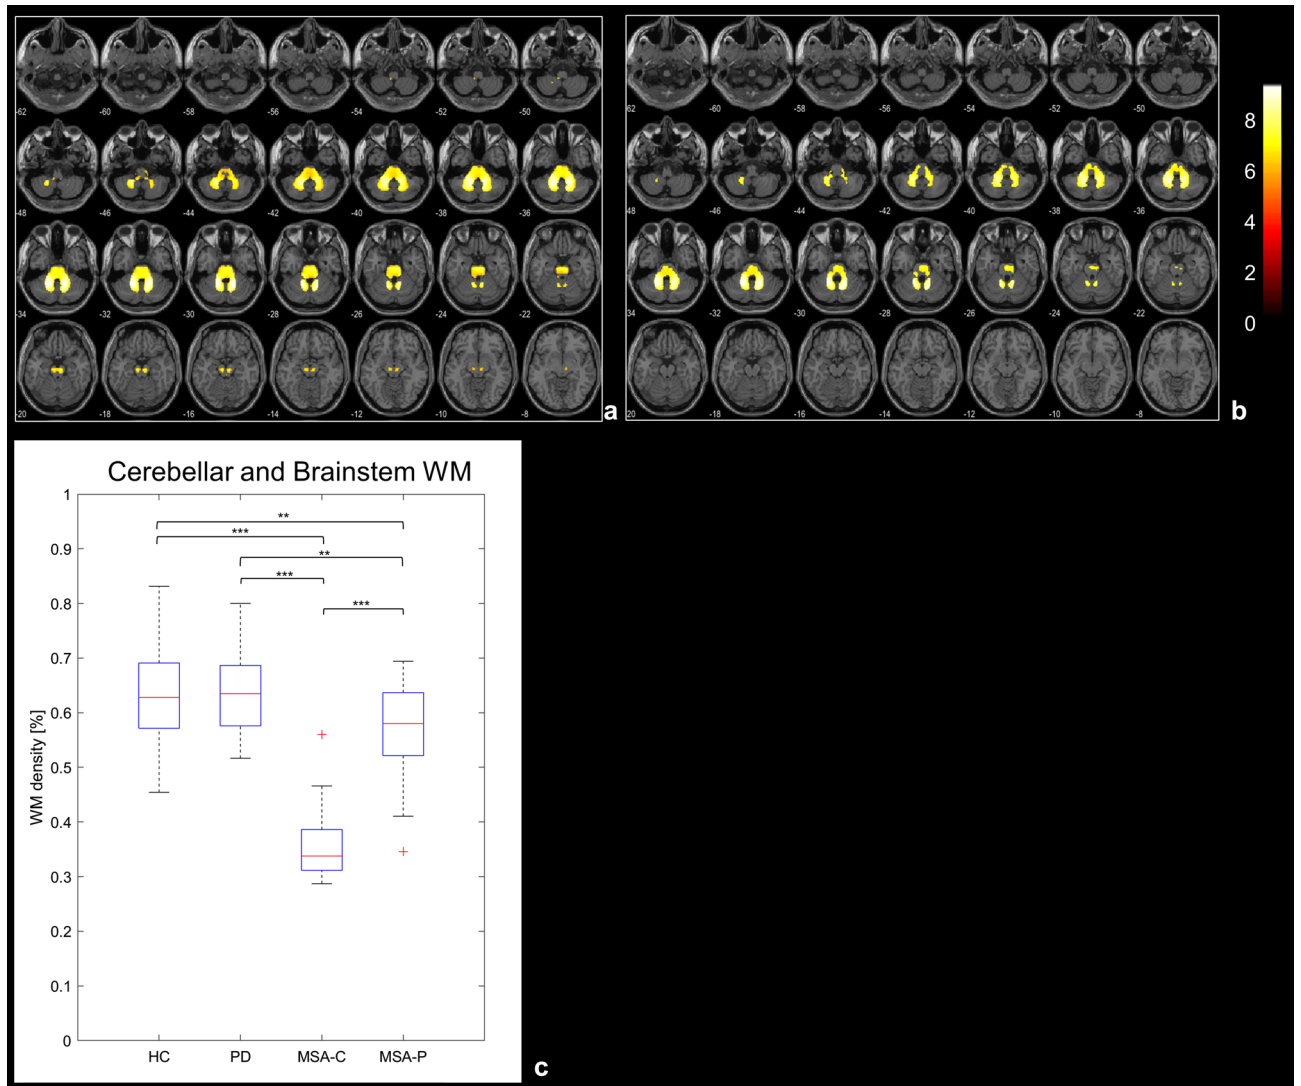 -62 -60 -58 -56 -54 -52 -50
-48 -46 -44 -42 -40 -38 -36
-34 -32 -30 -28 -26 -24 -22
-20 -18 -16 -14 -12 -10 -8
a
62 -60 -58 -56 -54 -52 -50
48 -46 -44 -42 -40 -38 -36
34 -32 -30 -28 -26 -24 -22
20 -18 -16 -14 -12 -10 -8
b
8
6
4
2
0
Cerebellar and Brainstem WM
1
0.9
0.8
0.7
0.6
0.5
0.4
0.3
0.2
0.1
0
WM density [%]
**
***
**
***
***
HC PD MSA-C MSA-P
c